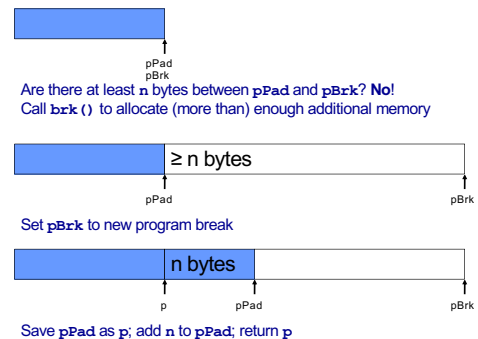 pPad
pBrk
Are there at least n bytes between pPad and pBrk? No!
Call brk() to allocate (more than) enough additional memory
≥ n bytes
pPad pBrk
Set pBrk to new program break
n bytes
p pPad pBrk
Save pPad as p; add n to pPad; return p